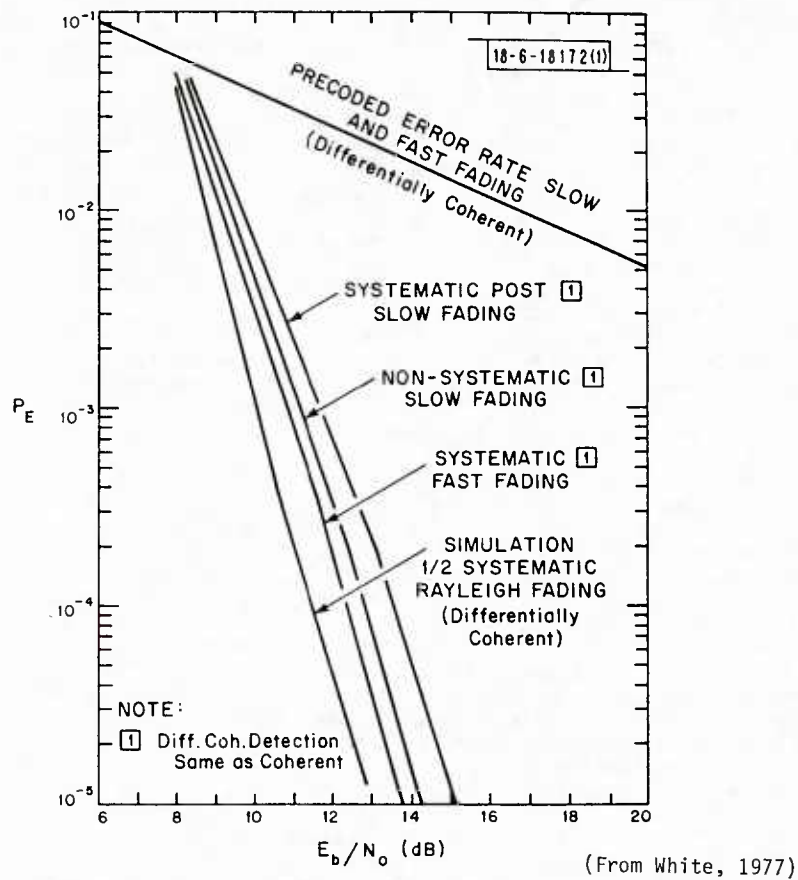 10-1
18-6-18172(1)
PRECODED ERROR RATE SLOW
AND FAST FADING
(Differentially Coherent)
10-2
SYSTEMATIC POST 1
SLOW FADING
NON-SYSTEMATIC 1
SLOW FADING
PE
10-3
SYSTEMATIC 1
FAST FADING
SIMULATION
1/2 SYSTEMATIC
RAYLEIGH FADING
(Differentially
Coherent)
10-4
NOTE:
1 Diff. Coh. Detection
Same as Coherent
10-5
6 8 10 12 14 16 18 20
Eb/No (dB)
(From White, 1977)